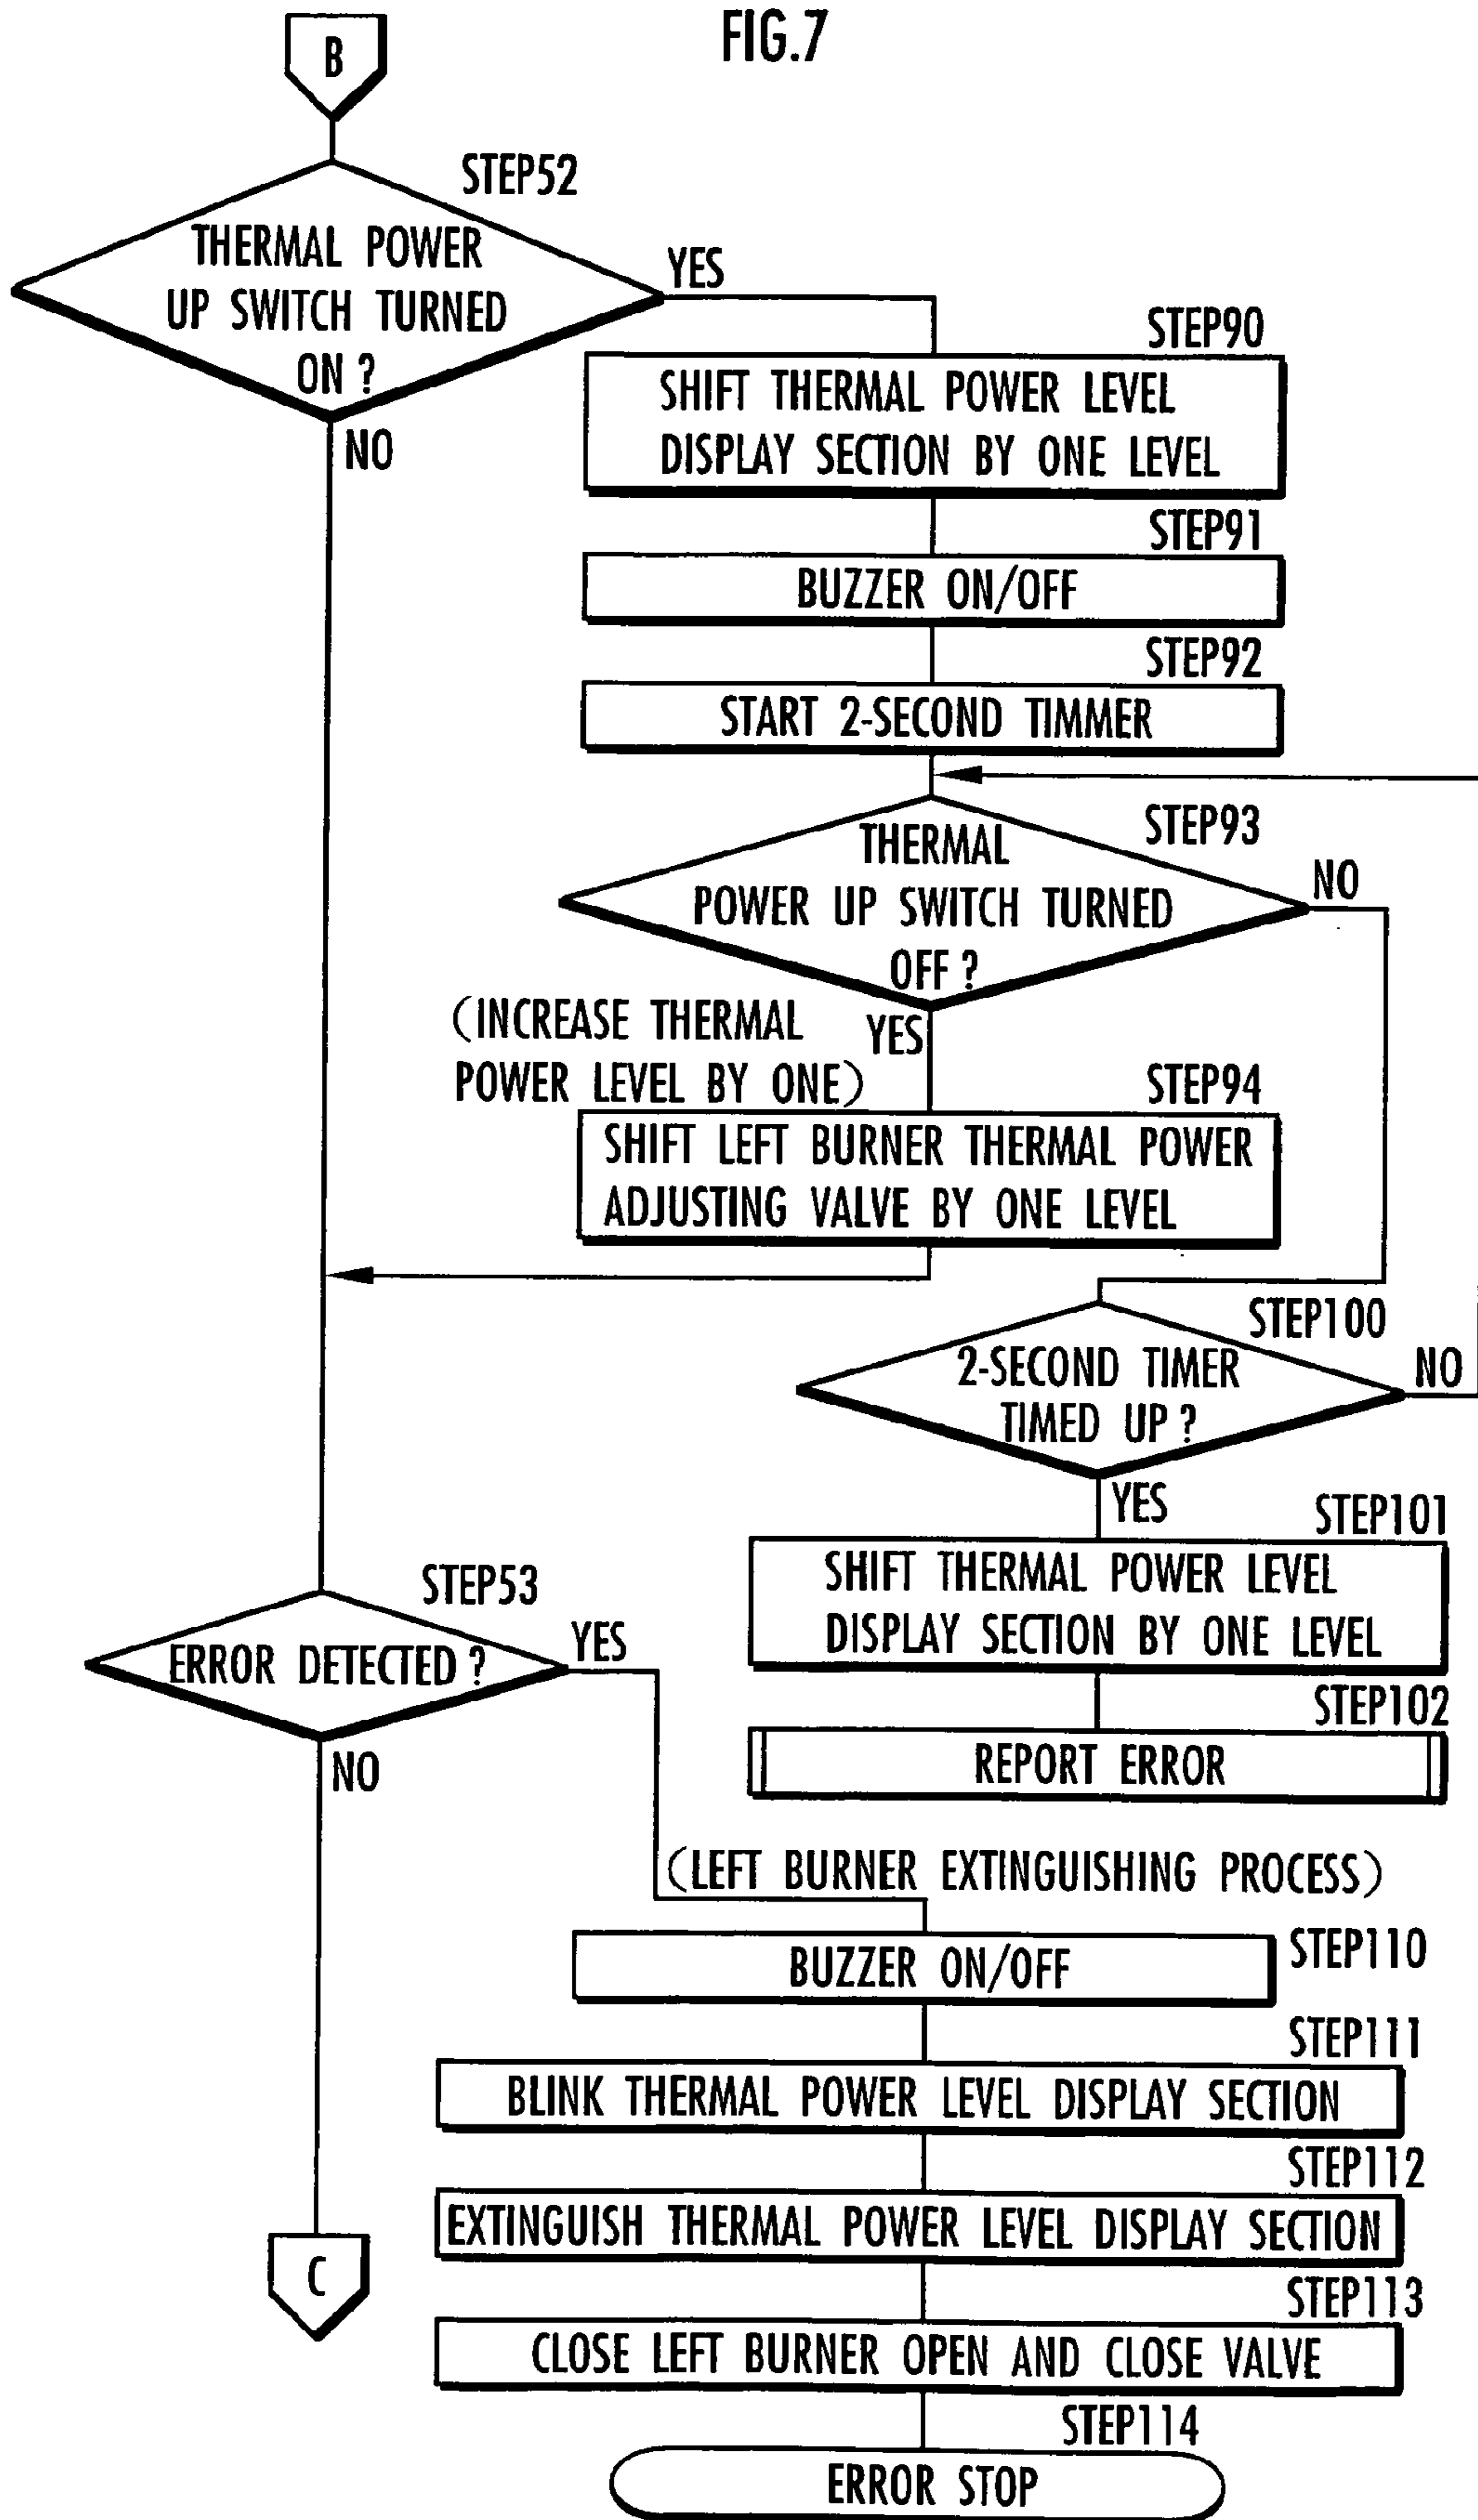 FIG.7
B
STEP52
THERMAL POWER
UP SWITCH TURNED
ON ?
YES
NO
STEP90
SHIFT THERMAL POWER LEVEL
DISPLAY SECTION BY ONE LEVEL
STEP91
BUZZER ON/OFF
STEP92
START 2-SECOND TIMMER
STEP93
THERMAL
POWER UP SWITCH TURNED
OFF ?
NO
YES
(INCREASE THERMAL
POWER LEVEL BY ONE)
STEP94
SHIFT LEFT BURNER THERMAL POWER
ADJUSTING VALVE BY ONE LEVEL
STEP100
2-SECOND TIMER
TIMED UP ?
NO
YES
STEP101
SHIFT THERMAL POWER LEVEL
DISPLAY SECTION BY ONE LEVEL
STEP102
REPORT ERROR
STEP53
ERROR DETECTED ?
YES
NO
(LEFT BURNER EXTINGUISHING PROCESS)
BUZZER ON/OFF
STEP110
STEP111
BLINK THERMAL POWER LEVEL DISPLAY SECTION
STEP112
EXTINGUISH THERMAL POWER LEVEL DISPLAY SECTION
C
STEP113
CLOSE LEFT BURNER OPEN AND CLOSE VALVE
STEP114
ERROR STOP